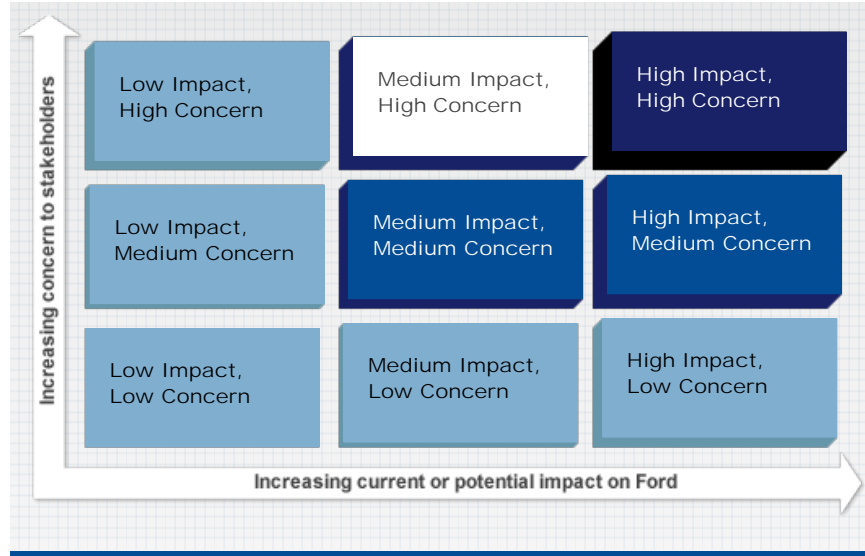 Increasing concern to stakeholders
Low Impact,
High Concern
Medium Impact,
High Concern
High Impact,
High Concern
Low Impact,
Medium Concern
Medium Impact,
Medium Concern
High Impact,
Medium Concern
Low Impact,
Low Concern
Medium Impact,
Low Concern
High Impact,
Low Concern
Increasing current or potential impact on Ford